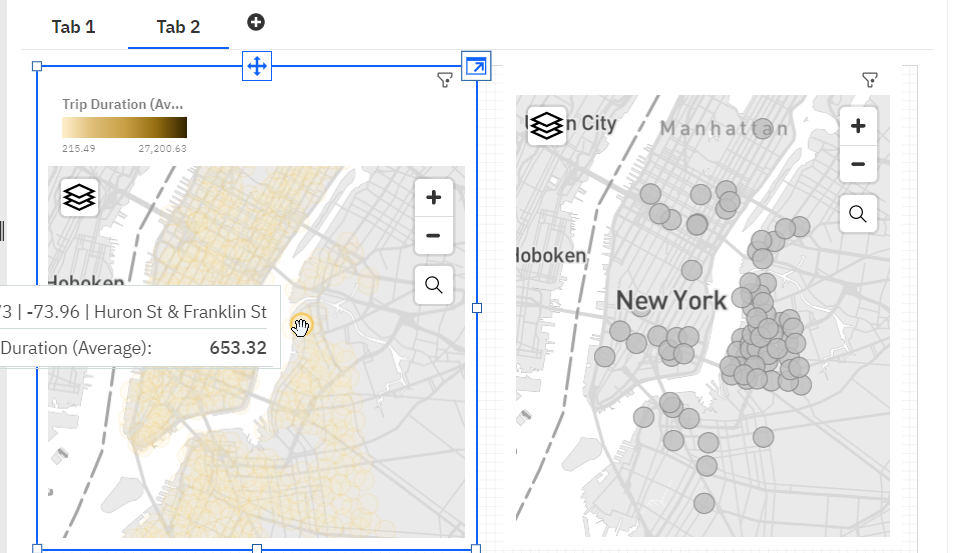 Tab 1
Tab 2
Trip Duration (Av...
215.49
27,200.63
Hoboken
73 | -73.96 | Huron St & Franklin St
Duration (Average):
653.32
n City
Manhattan
Hoboken
New York